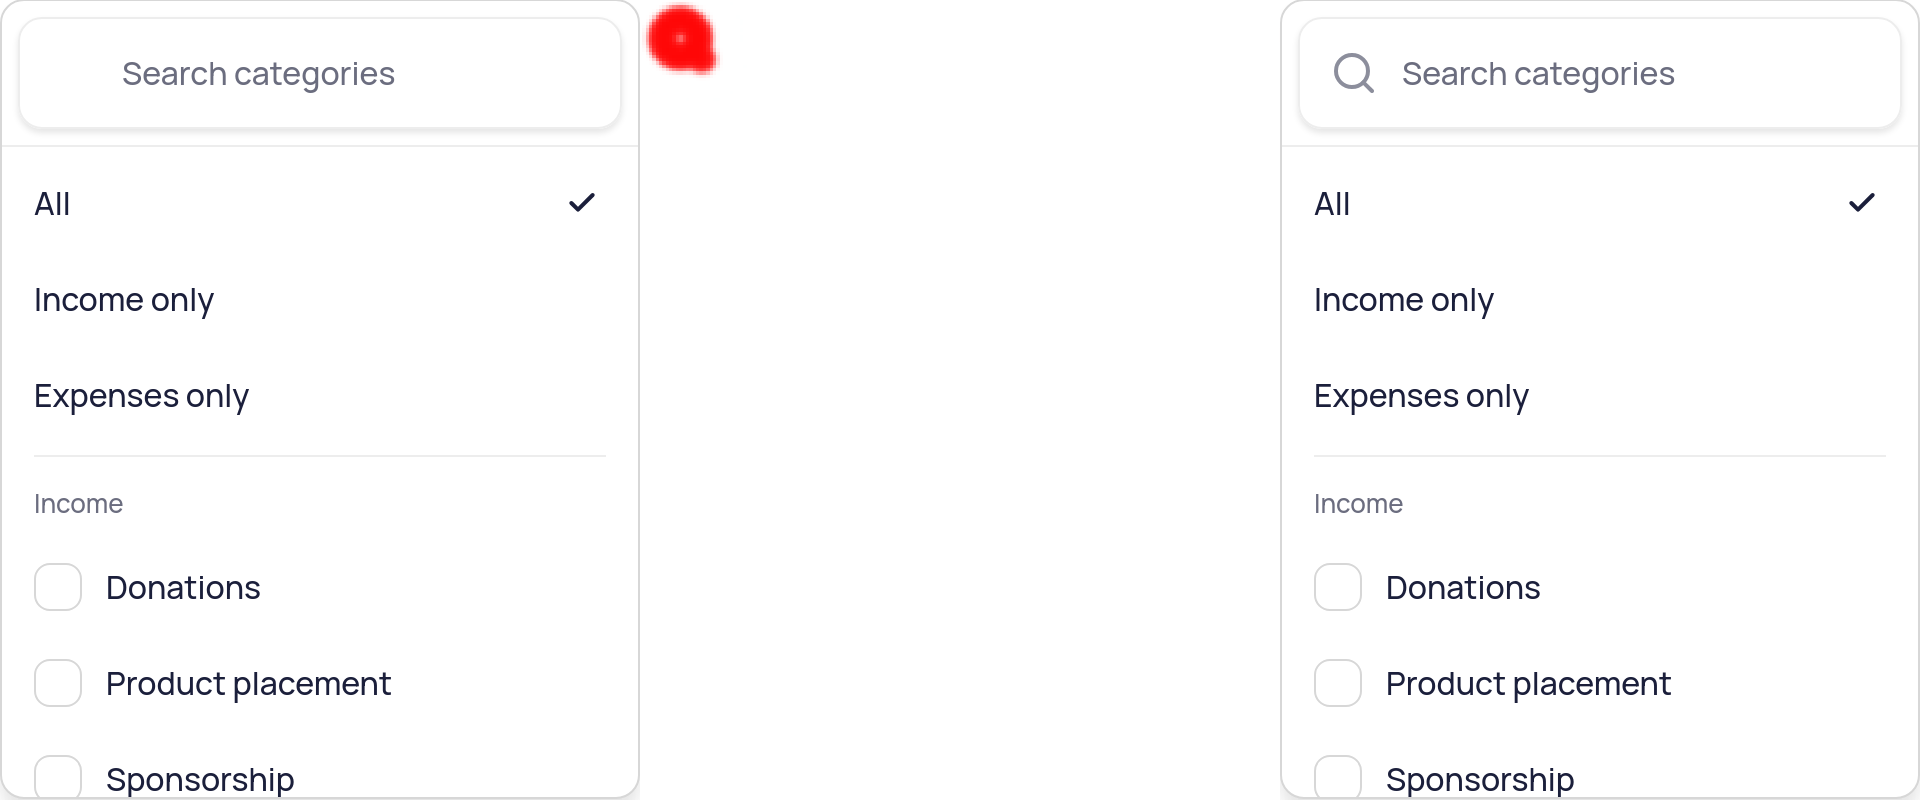 Search categories
All
Income only
Expenses only
Income
Donations
Product placement
Sponsorship
Search categories
All
Income only
Expenses only
Income
Donations
Product placement
Sponsorship